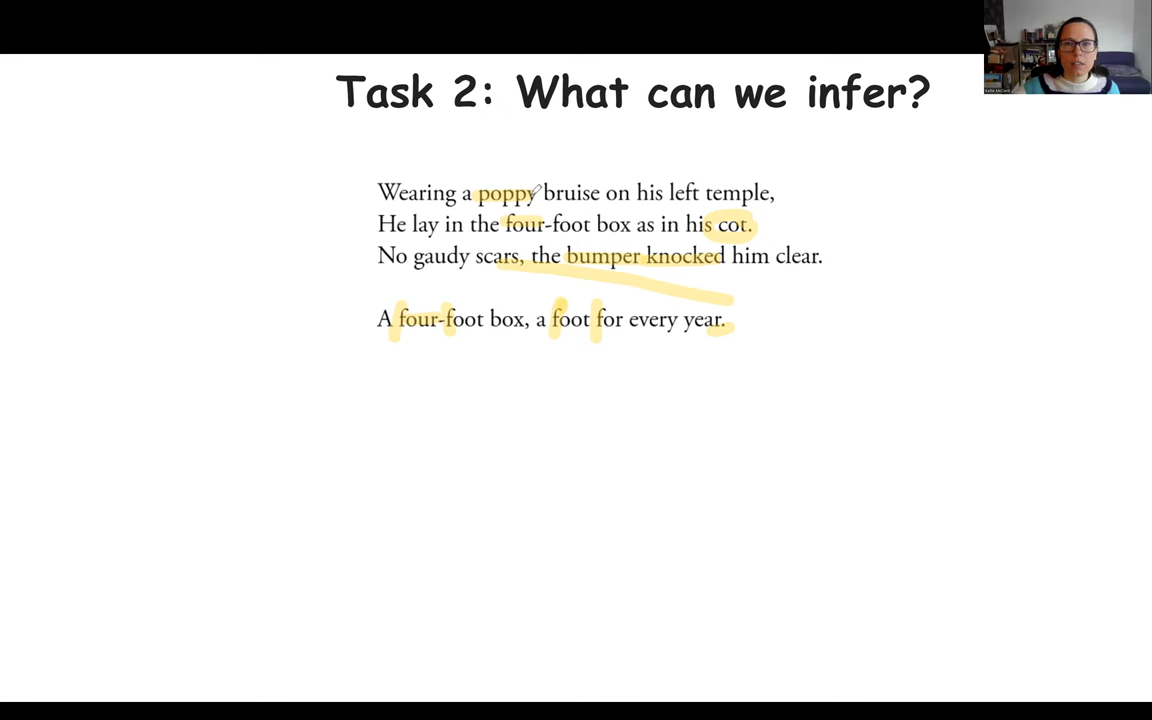 Task 2: What can we infer?
Wearing a poppy bruise on his left temple,
He lay in the four-foot box as in his cot.
No gaudy scars, the bumper knocked him clear.
A four-foot box, a foot for every year.